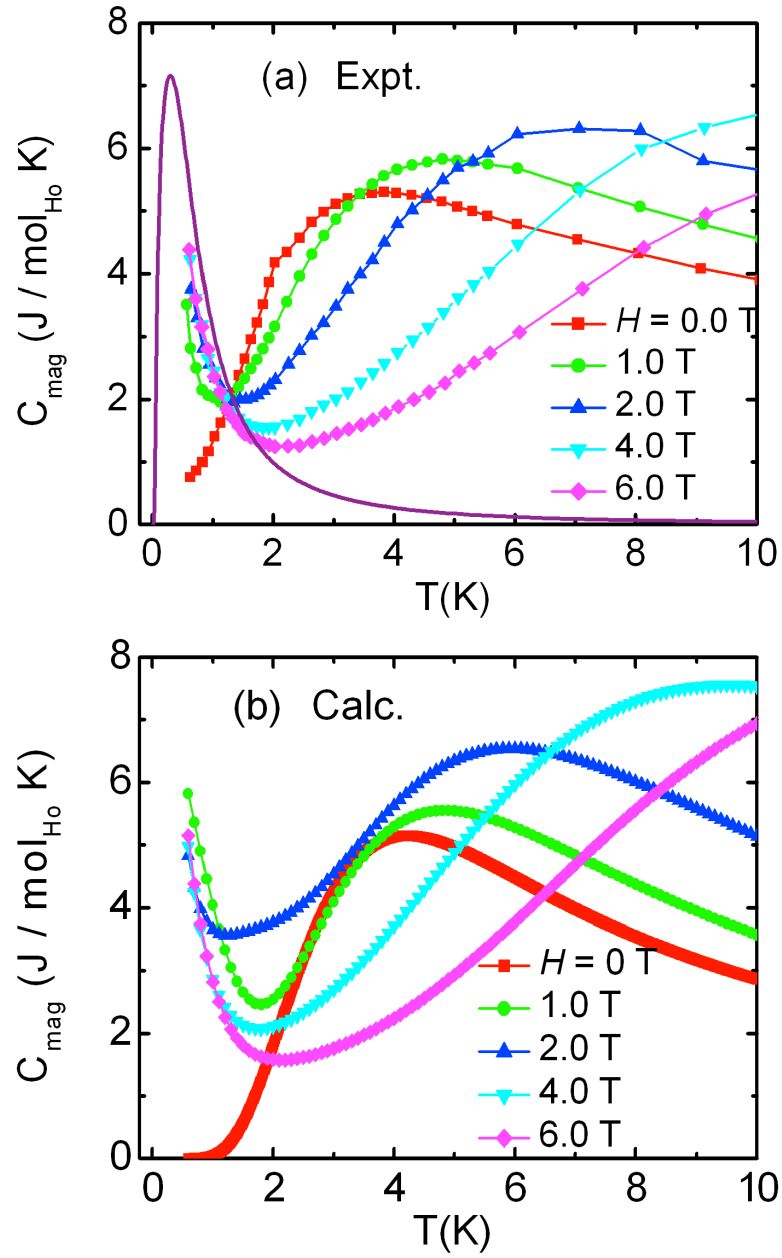 8
(a) Expt.
6
4
H = 0.0 T
1.0 T
2
2.0 T
4.0 T
6.0 T
0
0 2 4 6 8 10
T(K)
C_mag (J / mol_Ho K)
8
(b) Calc.
6
4
H = 0 T
1.0 T
2
2.0 T
4.0 T
6.0 T
0
0 2 4 6 8 10
T(K)
C_mag (J / mol_Ho K)